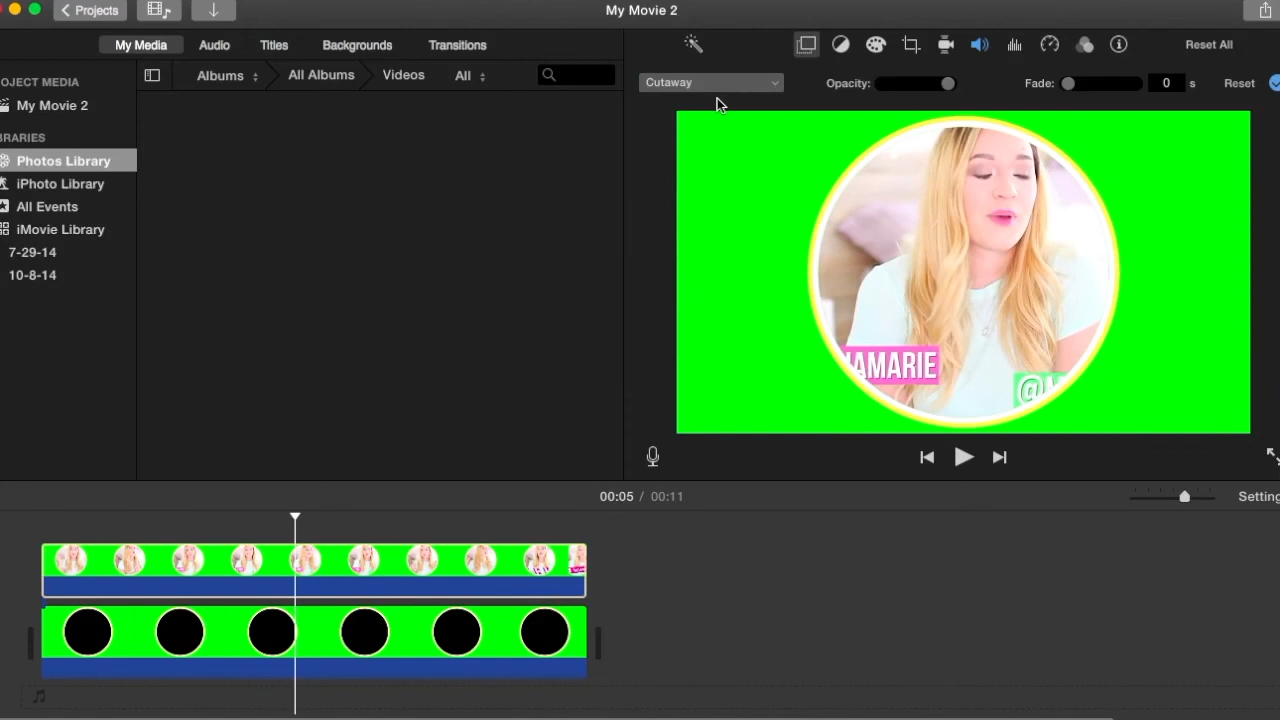 Projects
My Movie 2
My Media Audio Titles Backgrounds Transitions
Reset All
OJECT MEDIA
My Movie 2
BRARIES
Photos Library
iPhoto Library
All Events
iMovie Library
7-29-14
10-8-14
Albums All Albums Videos All
Cutaway Opacity: Fade: 0 s Reset
AMARIE
@M
00:05 / 00:11
Setting